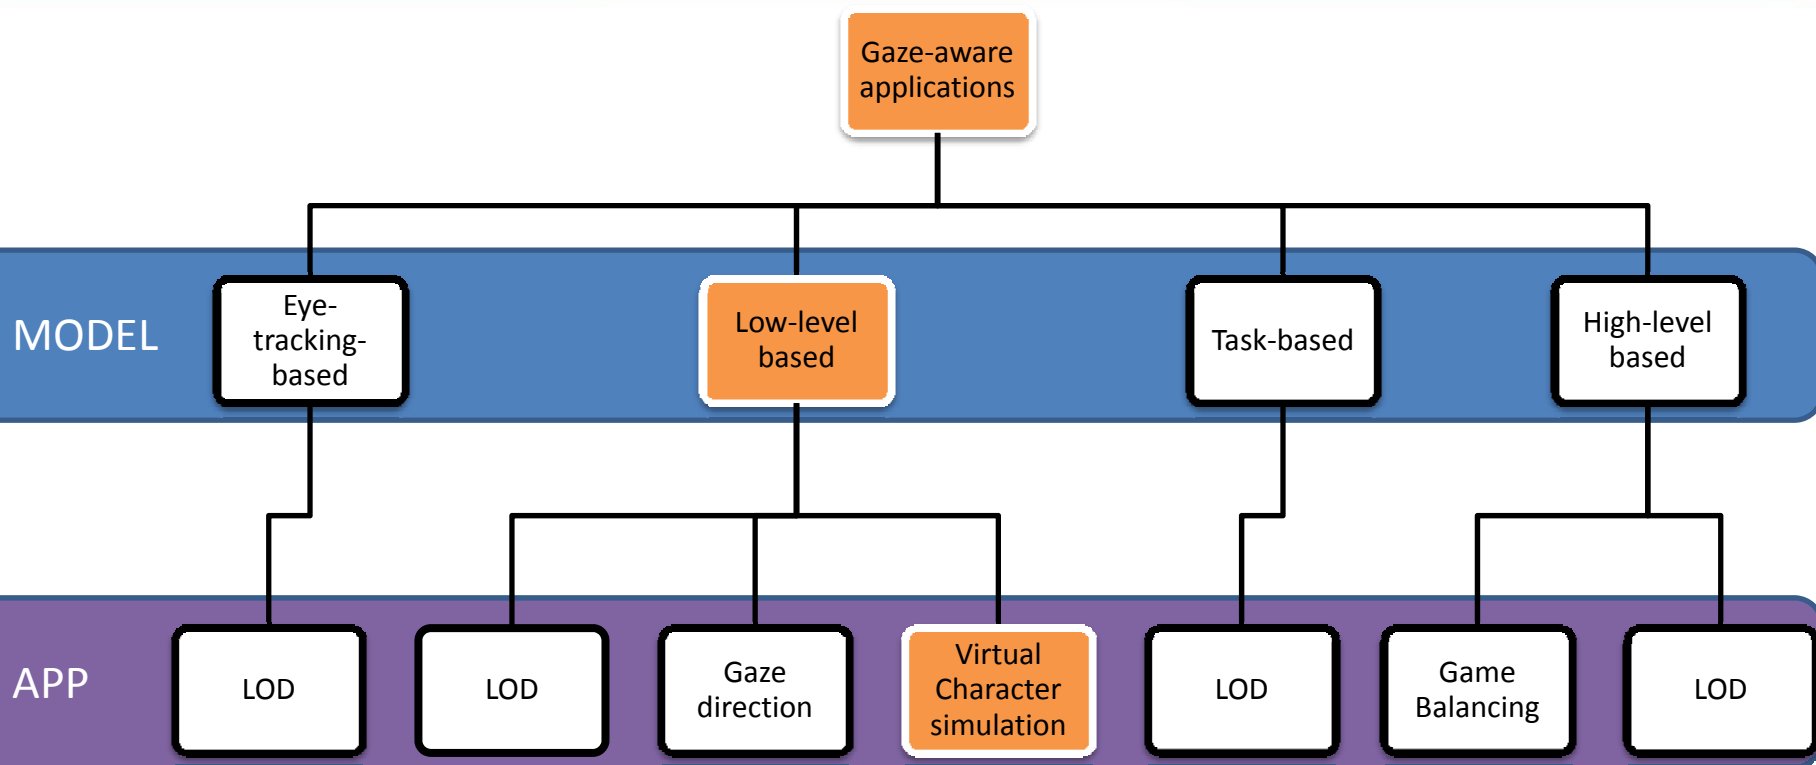 Gaze-aware
applications
MODEL
Eye-
tracking-
based
Low-level
based
Task-based
High-level
based
APP
LOD
LOD
Gaze
direction
Virtual
Character
simulation
LOD
Game
Balancing
LOD